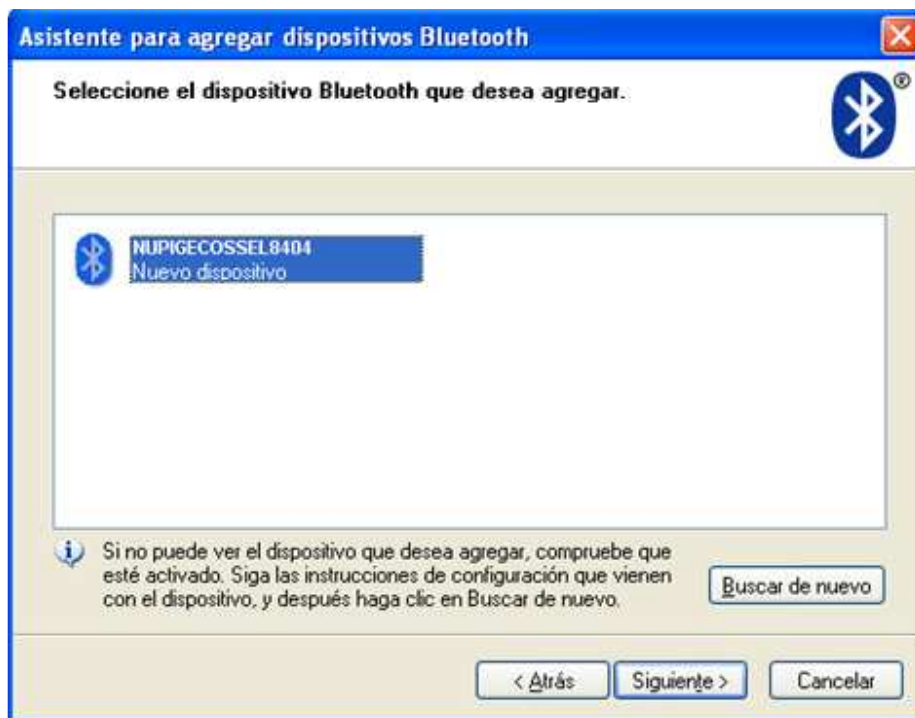 Asistente para agregar dispositivos Bluetooth
Seleccione el dispositivo Bluetooth que desea agregar.
®
NUPIGECOSSEL8404
Nuevo dispositivo
Si no puede ver el dispositivo que desea agregar, compruebe que
esté activado. Siga las instrucciones de configuración que vienen
con el dispositivo, y después haga clic en Buscar de nuevo.
Buscar de nuevo
< Atrás
Siguiente >
Cancelar